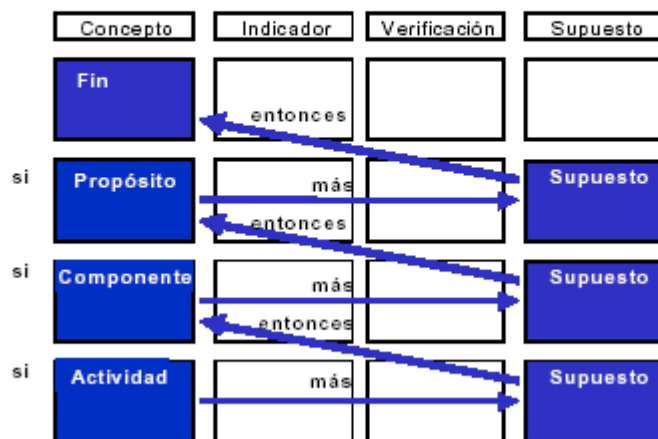 Concepto Indicador Verificación Supuesto
Fin
entonces
si Propósito más Supuesto
entonces
si Componente más Supuesto
entonces
si Actividad más Supuesto